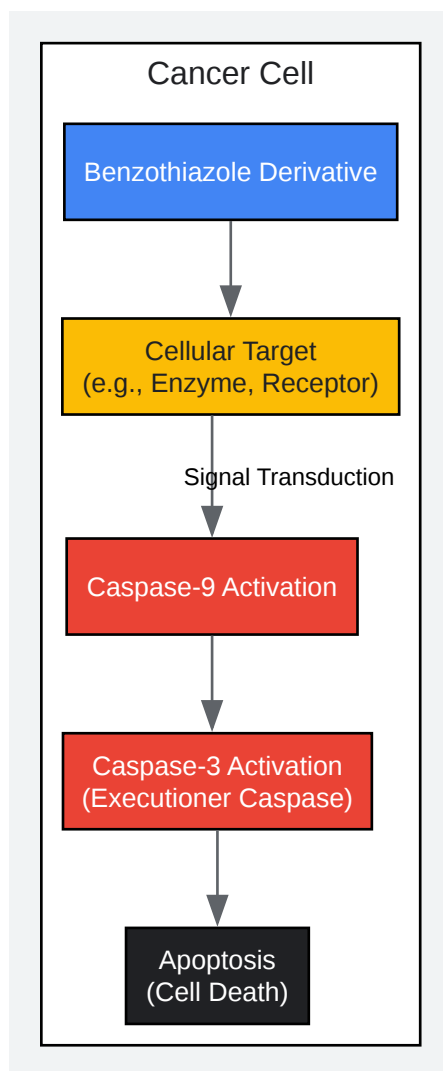 Cancer Cell
Benzothiazole Derivative
Cellular Target
(e.g., Enzyme, Receptor)
Signal Transduction
Caspase-9 Activation
Caspase-3 Activation
(Executioner Caspase)
Apoptosis
(Cell Death)